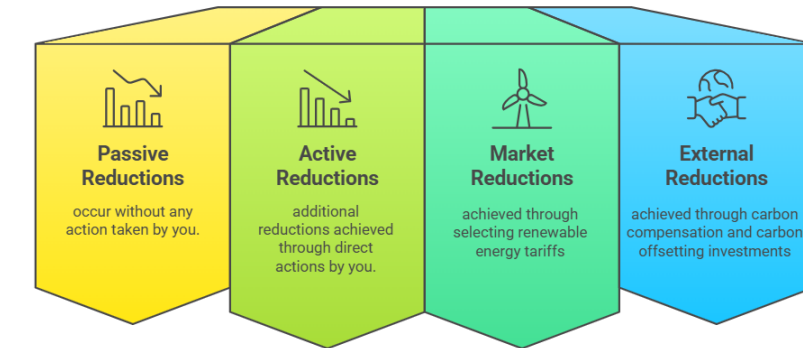 Passive
Reductions
occur without any
action taken by you.
Active
Reductions
additional
reductions achieved
through direct
actions by you.
Market
Reductions
achieved through
selecting renewable
energy tariffs
External
Reductions
achieved through carbon
compensation and carbon
offsetting investments